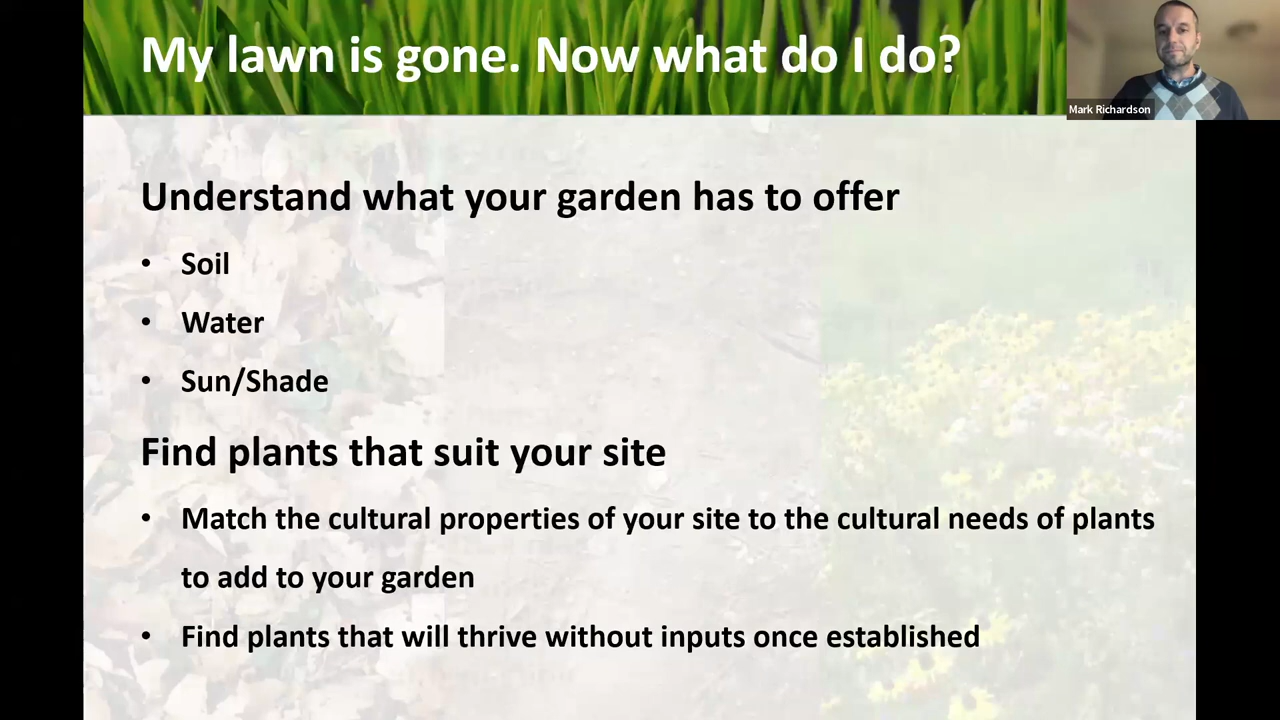 My lawn is gone. Now what do I do?
Mark Richardson
Understand what your garden has to offer
• Soil
• Water
• Sun/Shade
Find plants that suit your site
• Match the cultural properties of your site to the cultural needs of plants
to add to your garden
• Find plants that will thrive without inputs once established